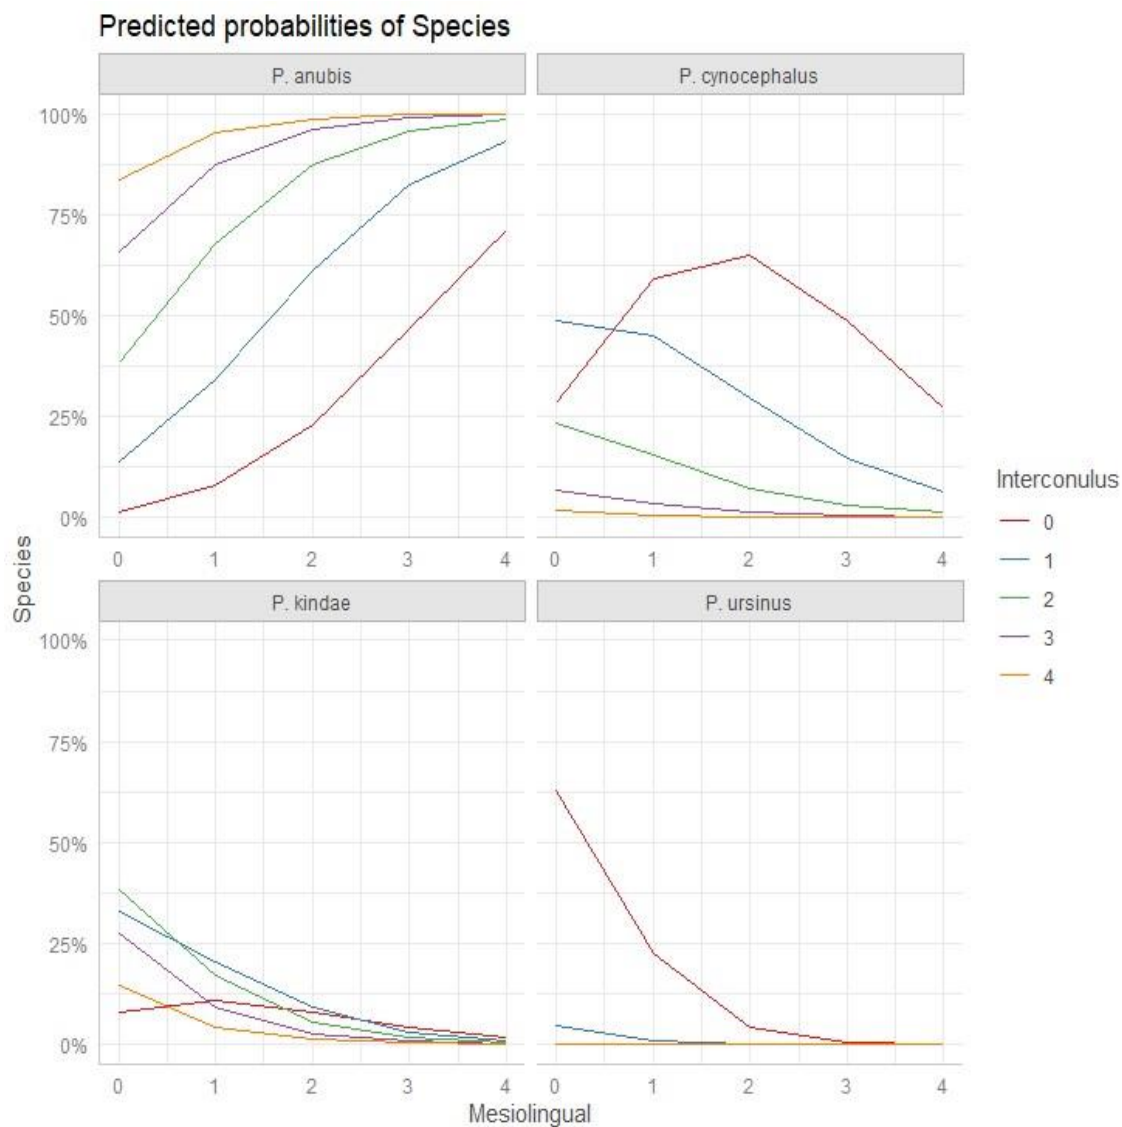 Predicted probabilities of Species
P. anubis
P. cynocephalus
100%
75%
50%
25%
0%
0 1 2 3 4
0 1 2 3 4
P. kindae
P. ursinus
100%
75%
50%
25%
0%
0 1 2 3 4
0 1 2 3 4
Species
Mesiolingual
Interconulus
0
1
2
3
4